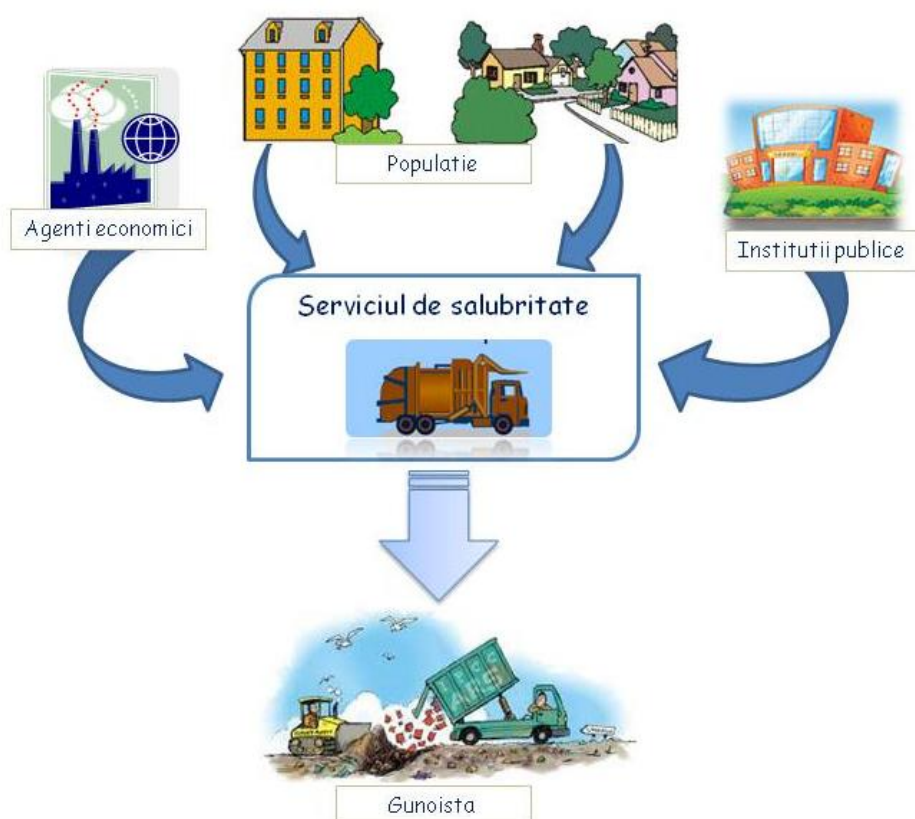 Populatie
Agenti economici
Institutii publice
Serviciul de salubritate
Gunoista